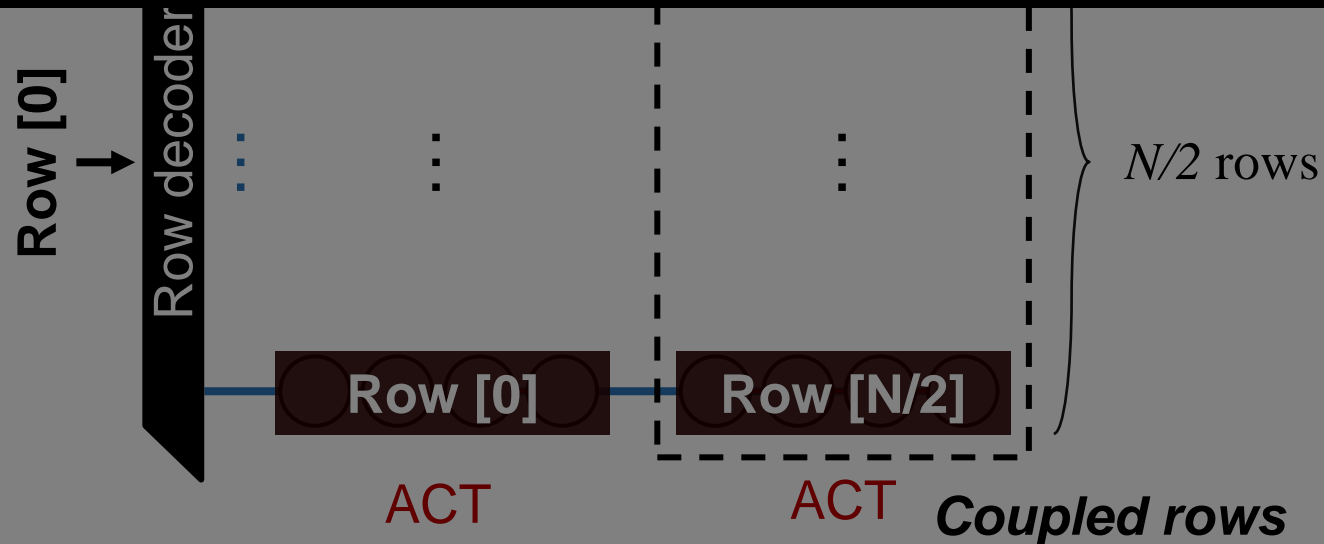 Row [0]
Row decoder
N/2 rows
Row [0]
Row [N/2]
ACT
ACT
Coupled rows